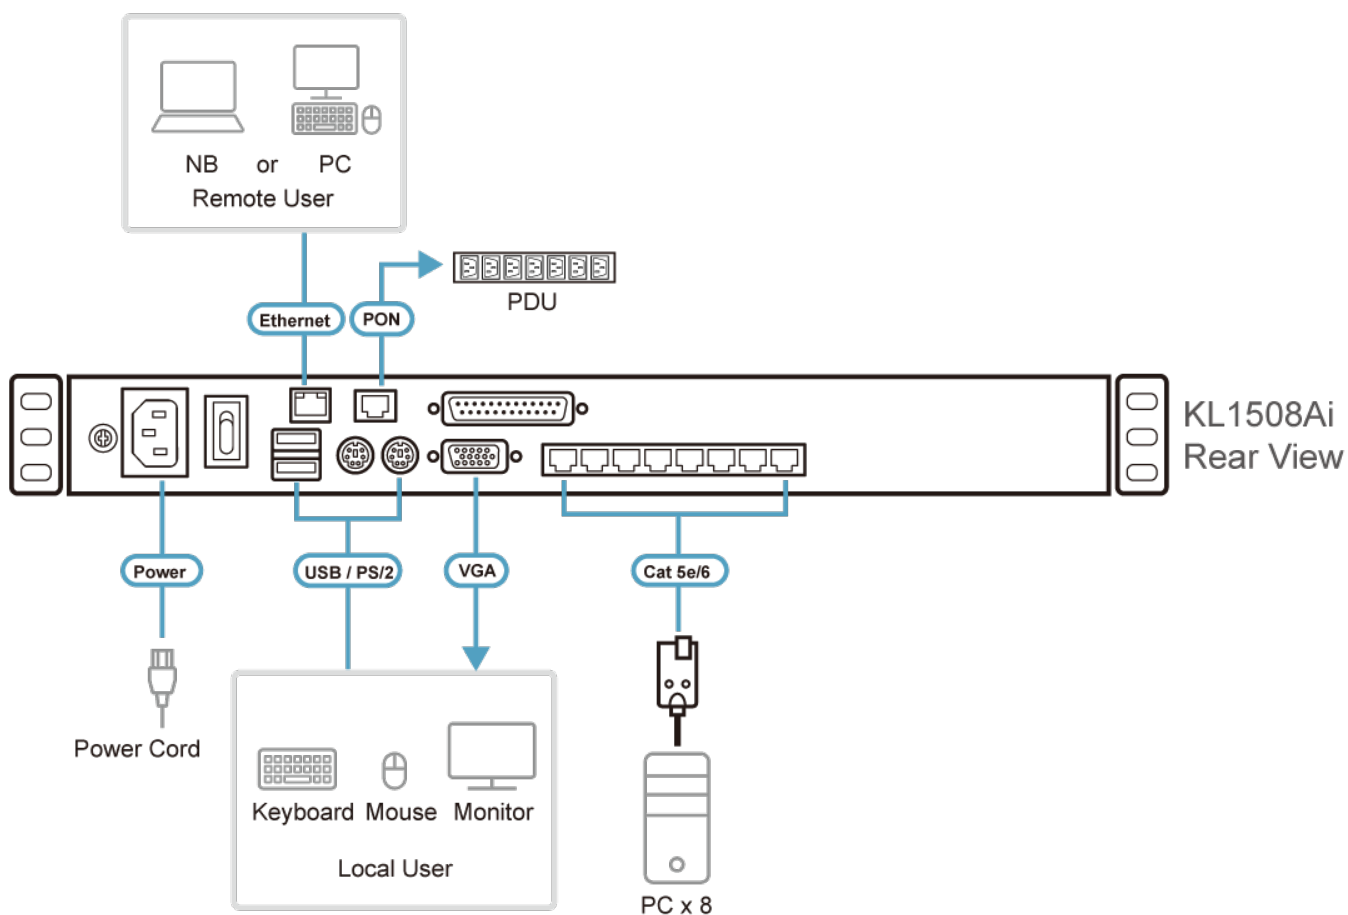 NB or PC
Remote User
PDU
Ethernet
PON
KL1508Ai
Rear View
Power
USB / PS/2
VGA
Cat 5e/6
Power Cord
Keyboard Mouse Monitor
Local User
PC x 8